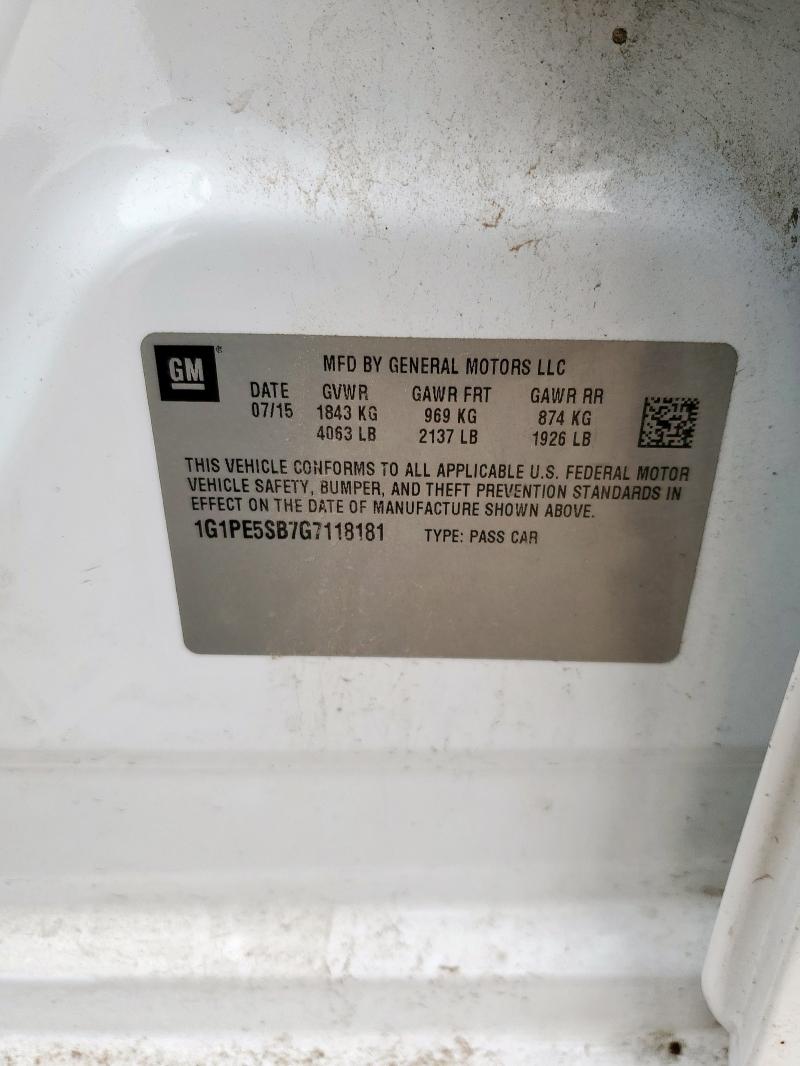 GM
MFD BY GENERAL MOTORS LLC
DATE GVWR GAWR FRT GAWR RR
07/15 1843 KG 969 KG 874 KG
4063 LB 2137 LB 1926 LB
THIS VEHICLE CONFORMS TO ALL APPLICABLE U.S. FEDERAL MOTOR
VEHICLE SAFETY, BUMPER, AND THEFT PREVENTION STANDARDS IN
EFFECT ON THE DATE OF MANUFACTURE SHOWN ABOVE.
1G1PE5SB7G7118181 TYPE: PASS CAR